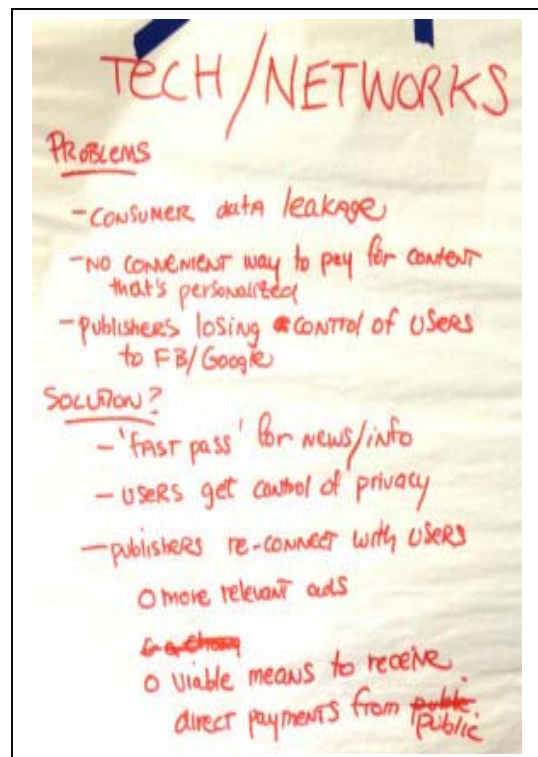 TECH/NETWORKS
PROBLEMS
- CONSUMER data leakage
- NO CONVENIENT way to pay for content
that's personalized
- publishers losing control of users
to FB/Google
SOLUTION?
- 'fast pass' for news/info
- users get control of privacy
- publishers re-connect with users
o more relevant ads
o viable means to receive
direct payments from public